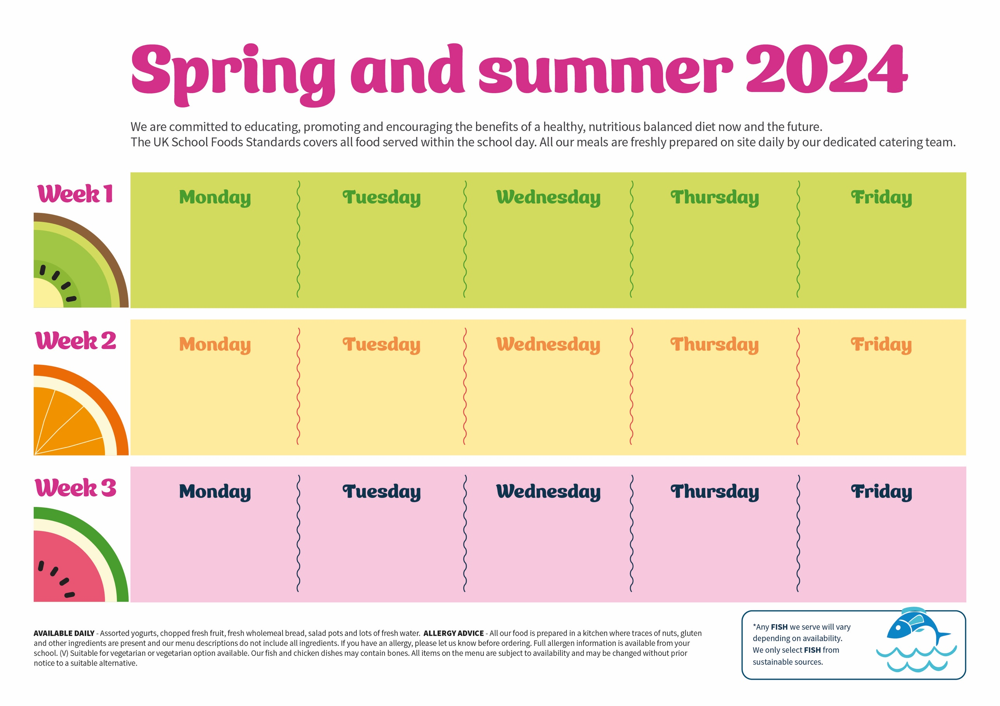 Spring and summer 2024
We are committed to educating, promoting and encouraging the benefits of a healthy, nutritious balanced diet now and the future.
The UK School Foods Standards covers all food served within the school day. All our meals are freshly prepared on site daily by our dedicated catering team.
Week 1
Monday Tuesday Wednesday Thursday Friday
Week 2
Monday Tuesday Wednesday Thursday Friday
Week 3
Monday Tuesday Wednesday Thursday Friday
AVAILABLE DAILY - Assorted yogurts, chopped fresh fruit, fresh wholemeal bread, salad pots and lots of fresh water. ALLERGY ADVICE - All our food is prepared in a kitchen where traces of nuts, gluten
and other ingredients are present and our menu descriptions do not include all ingredients. If you have an allergy, please let us know before ordering. Full allergen information is available from your
school. (V) Suitable for vegetarian or vegetarian option available. Our fish and chicken dishes may contain bones. All items on the menu are subject to availability and may be changed without prior
notice to a suitable alternative.
*Any FISH we serve will vary
depending on availability.
We only select FISH from
sustainable sources.